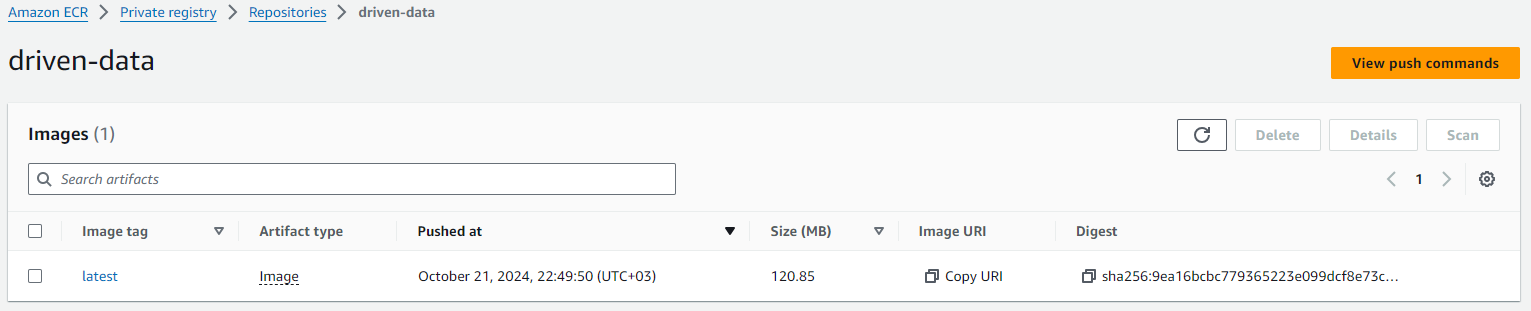 Amazon ECR > Private registry > Repositories > driven-data
driven-data
View push commands
Images (1)
Delete Details Scan
Search artifacts
1
Image tag Artifact type Pushed at Size (MB) Image URI Digest
latest Image October 21, 2024, 22:49:50 (UTC+03) 120.85 Copy URI sha256:9ea16bcbc779365223e099dcf8e73c...